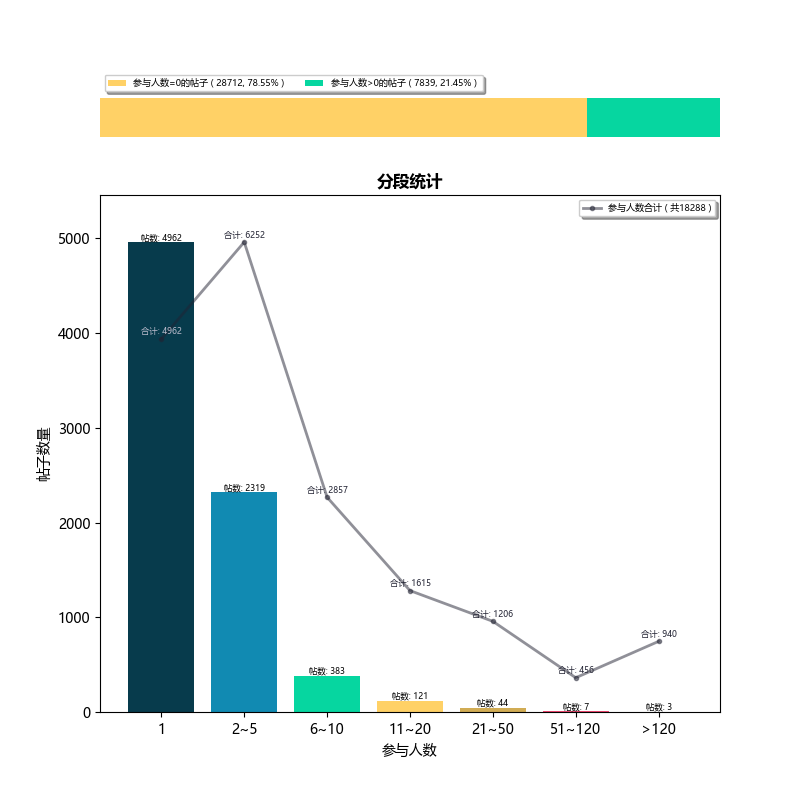 参与人数=0的帖子 ( 28712, 78.55% ) 参与人数>0的帖子 ( 7839, 21.45% )
分段统计
参与人数合计 ( 共18288 )
5000
4000
3000
2000
1000
0
帖子数量
帖数: 4962
合计: 6252
合计: 4962
帖数: 2319
合计: 2857
合计: 1615
合计: 1206
合计: 456
合计: 940
帖数: 383
帖数: 121
帖数: 44
帖数: 7
帖数: 3
1 2~5 6~10 11~20 21~50 51~120 >120
参与人数